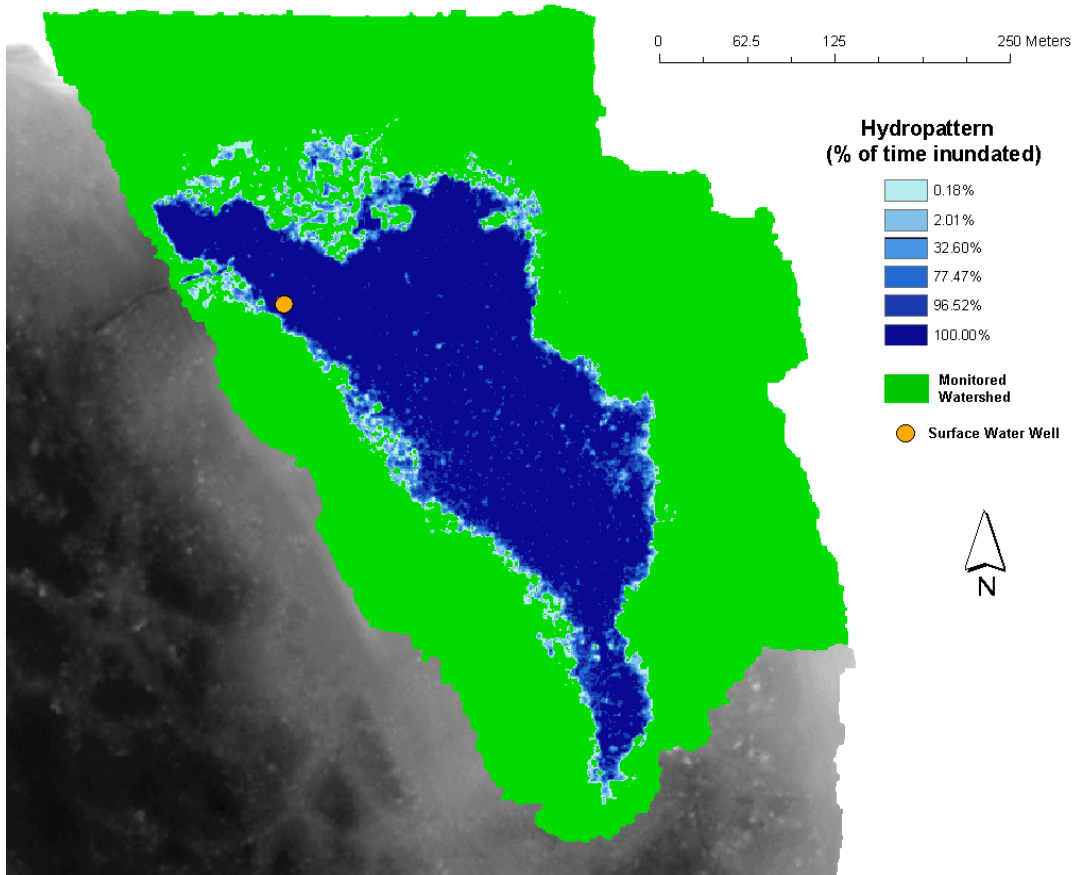 0 62.5 125 250 Meters
Hydropattern
(% of time inundated)
0.18%
2.01%
32.60%
77.47%
96.52%
100.00%
Monitored
Watershed
Surface Water Well
N